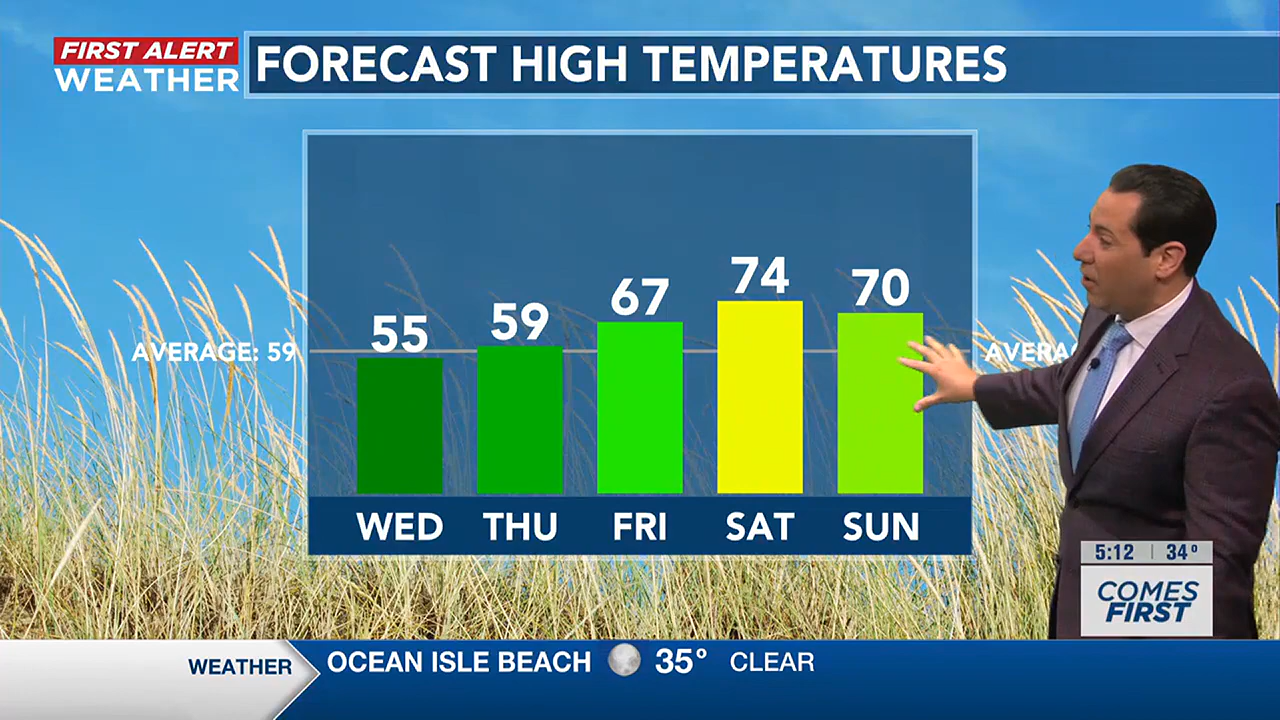 FIRST ALERT
WEATHER
FORECAST HIGH TEMPERATURES
74
70
67
59
55
AVERAGE: 59
WED THU FRI SAT SUN
5:12 34°
COMES
FIRST
WEATHER
OCEAN ISLE BEACH 35° CLEAR